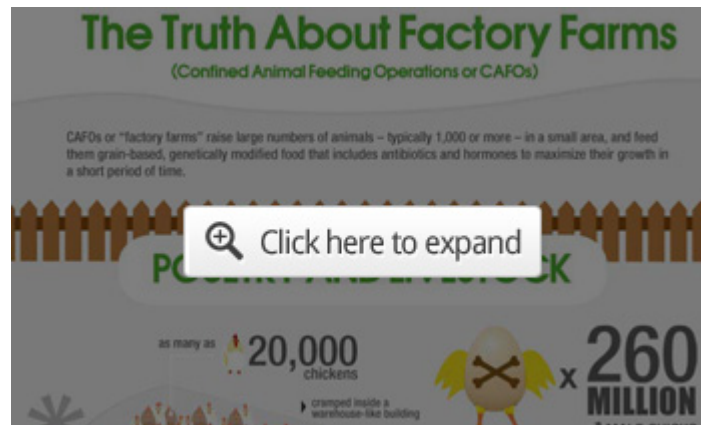 The Truth About Factory Farms
(Confined Animal Feeding Operations or CAFOs)
CAFOs or "factory farms" raise large numbers of animals – typically 1,000 or more – in a small area, and feed
them grain-based, genetically modified food that includes antibiotics and hormones to maximize their growth in
a short period of time.
Click here to expand
as many as 20,000
chickens
cramped inside a
warehouse-like building
x 260
MILLION